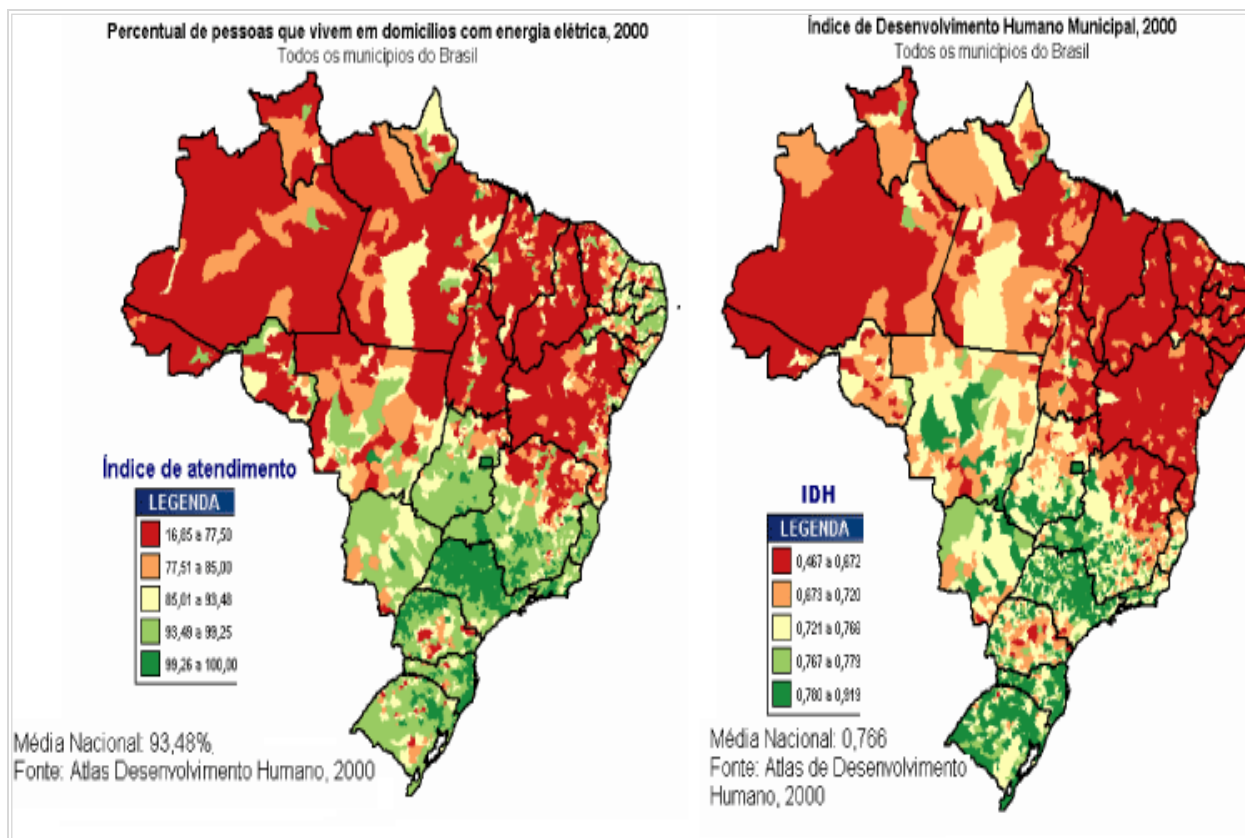 Percentual de pessoas que vivem em domicílios com energia elétrica, 2000
Todos os municípios do Brasil
Índice de atendimento
LEGENDA
16,85 a 77,50
77,51 a 85,00
85,01 a 93,48
93,49 a 99,25
99,26 a 100,00
Média Nacional: 93,48%
Fonte: Atlas Desenvolvimento Humano, 2000
Índice de Desenvolvimento Humano Municipal, 2000
Todos os municípios do Brasil
IDH
LEGENDA
0,467 a 0,672
0,673 a 0,720
0,721 a 0,766
0,767 a 0,779
0,780 a 0,919
Média Nacional: 0,766
Fonte: Atlas de Desenvolvimento
Humano, 2000